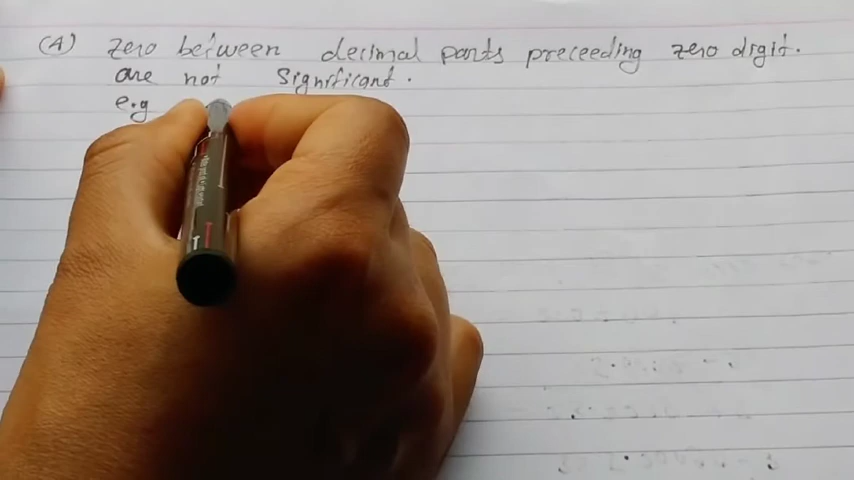 (4) Zero between decimal parts preceeding zero digit.
are not Significant.
e.g